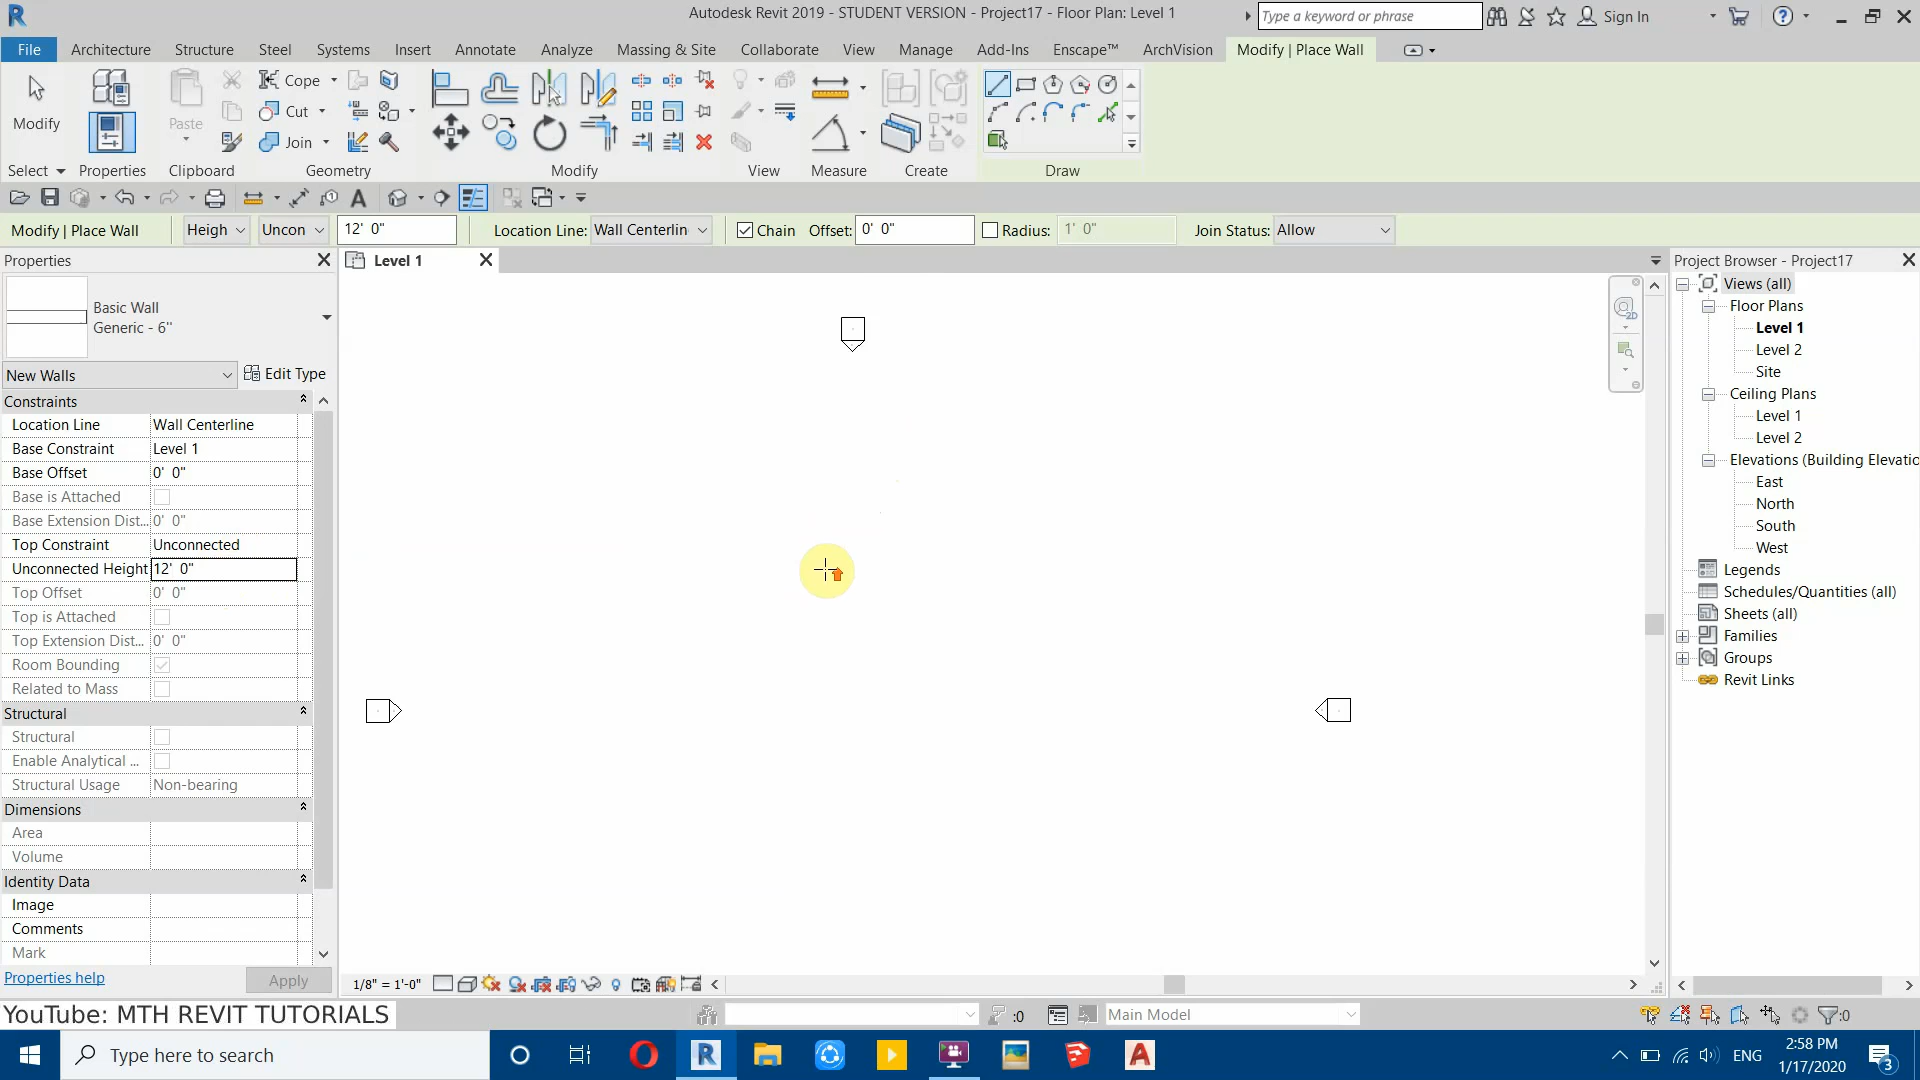 Autodesk Revit 2019 - STUDENT VERSION - Project17 - Floor Plan: Level 1
Type a keyword or phrase
Sign In
File
Architecture
Structure
Steel
Systems
Insert
Annotate
Analyze
Massing & Site
Collaborate
View
Manage
Add-Ins
Enscape™
ArchVision
Modify | Place Wall
Modify
Paste
Cope
Cut
Join
Select
Properties
Clipboard
Geometry
Modify
View
Measure
Create
Draw
Modify | Place Wall
Heigh
Uncon
12' 0"
Location Line: Wall Centerlin
Chain
Offset: 0' 0"
Radius: 1' 0"
Join Status: Allow
Properties
Level 1
Project Browser - Project17
Basic Wall
Generic - 6"
New Walls
Edit Type
Constraints
Location Line Wall Centerline
Base Constraint Level 1
Base Offset 0' 0"
Base is Attached
Base Extension Dist... 0' 0"
Top Constraint Unconnected
Unconnected Height 12' 0"
Top Offset 0' 0"
Top is Attached
Top Extension Dist... 0' 0"
Room Bounding
Related to Mass
Structural
Structural
Enable Analytical ...
Structural Usage Non-bearing
Dimensions
Area
Volume
Identity Data
Image
Comments
Mark
Properties help
Apply
2D
Views (all)
Floor Plans
Level 1
Level 2
Site
Ceiling Plans
Level 1
Level 2
Elevations (Building Elevatio
East
North
South
West
Legends
Schedules/Quantities (all)
Sheets (all)
Families
Groups
Revit Links
1/8" = 1'-0"
YouTube: MTH REVIT TUTORIALS
:0
Main Model
:0
Type here to search
ENG
2:58 PM
1/17/2020
3